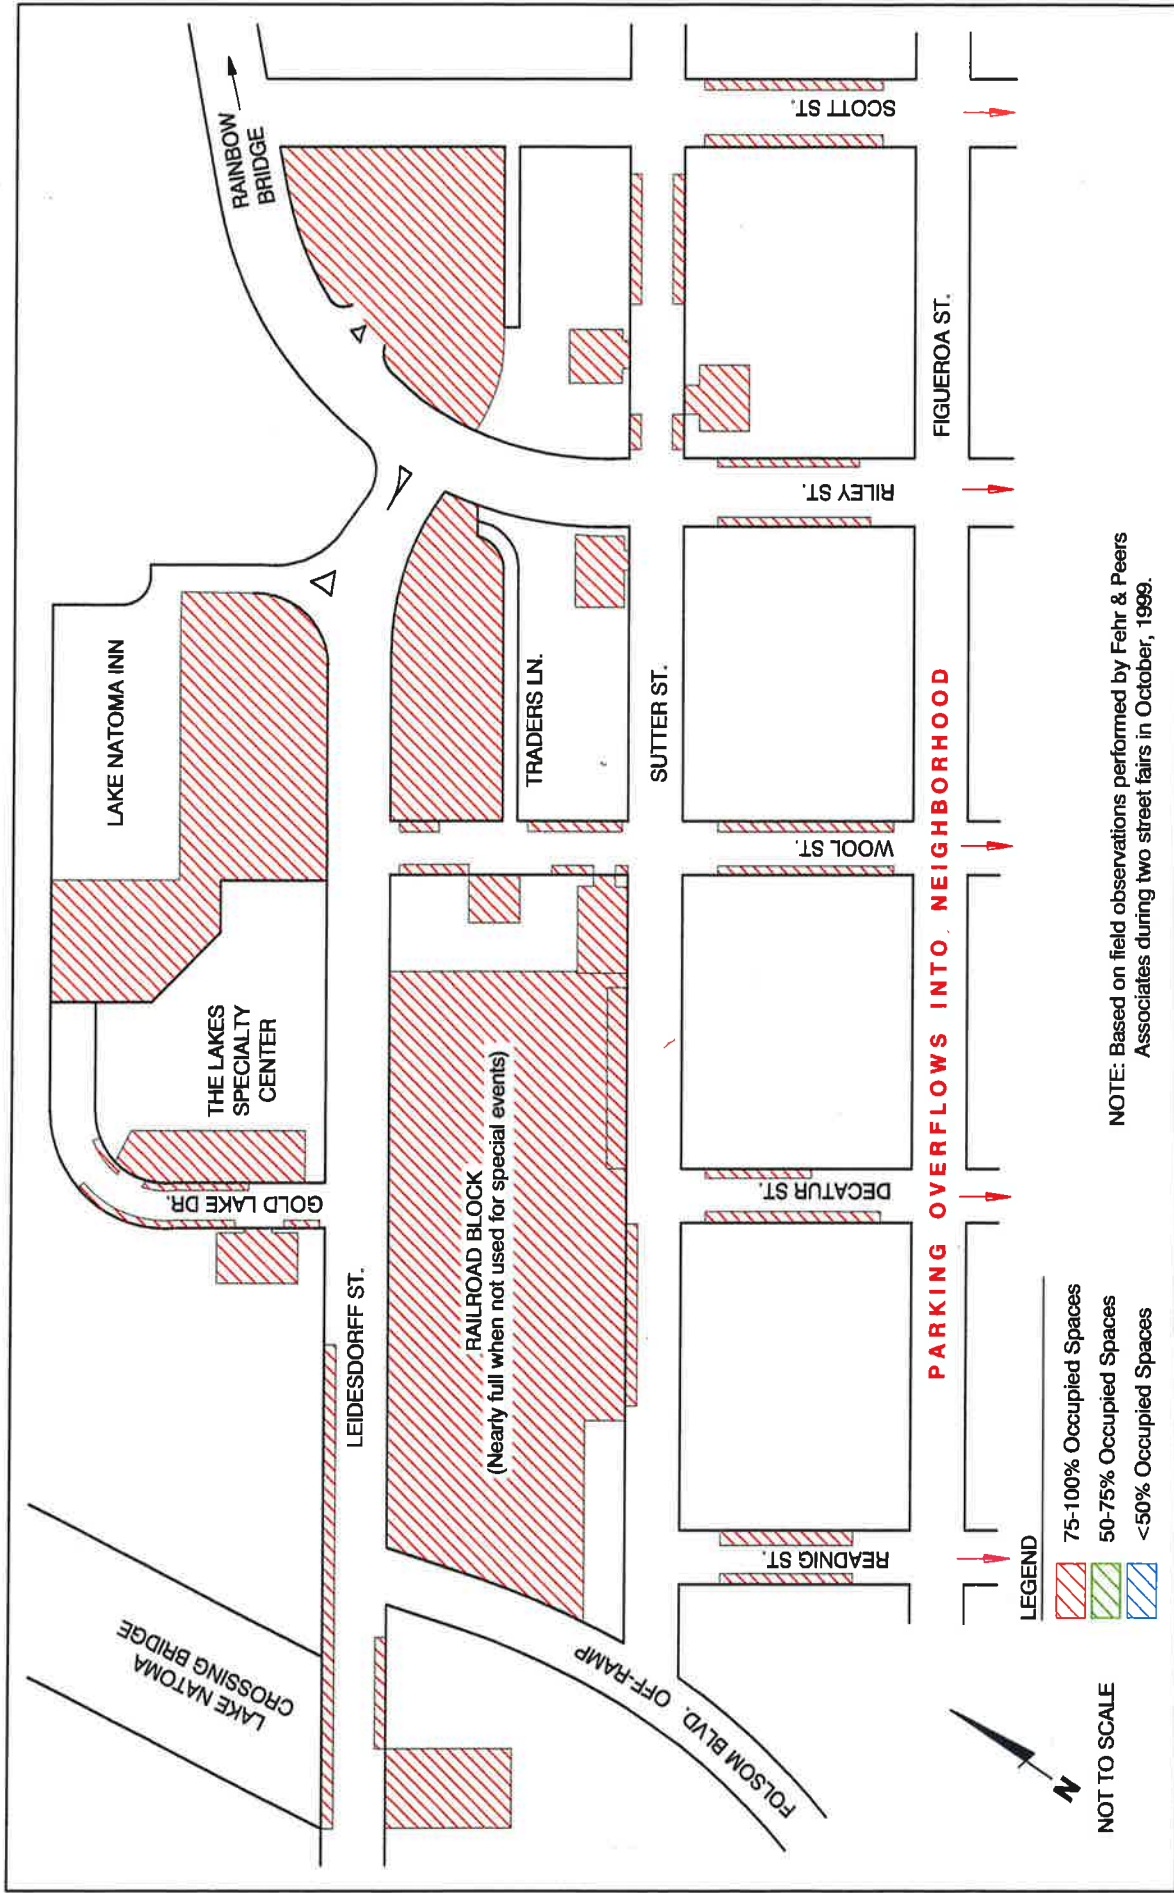 LAKE NATOMA
CROSSING BRIDGE
LAKE NATOMA INN
RAINBOW
BRIDGE
THE LAKES
SPECIALTY
CENTER
GOLD LAKE DR.
LEIDESDORFF ST.
RAILROAD BLOCK
(Nearly full when not used for special events)
TRADERS LN.
SUTTER ST.
FOLSOM BLVD. OFF-RAMP
READNIG ST.
DECATUR ST.
WOOL ST.
RILEY ST.
SCOTT ST.
FIGUEROA ST.
PARKING OVERFLOWS INTO NEIGHBORHOOD
N
NOT TO SCALE
LEGEND
75-100% Occupied Spaces
50-75% Occupied Spaces
<50% Occupied Spaces
NOTE: Based on field observations performed by Fehr & Peers
Associates during two street fairs in October, 1999.